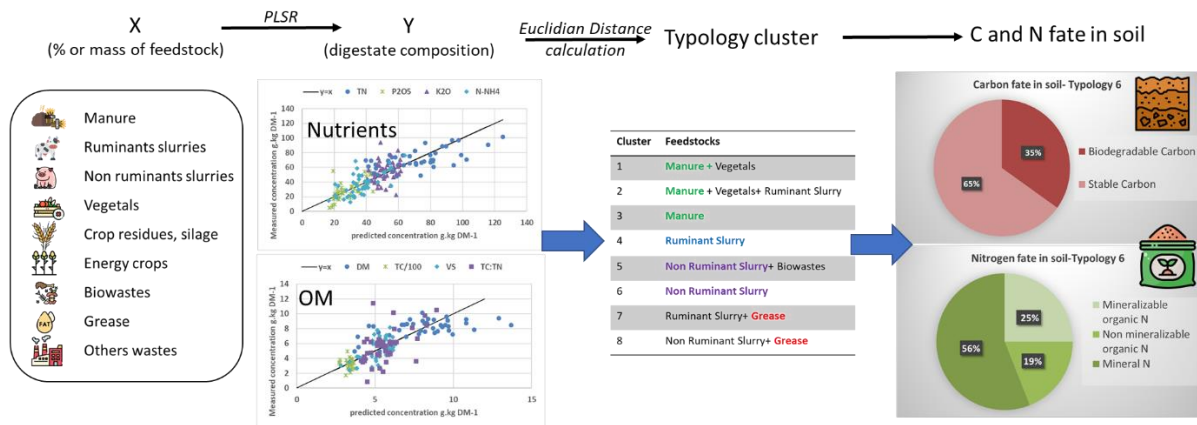 X
(% or mass of feedstock)
PLSR
Y
(digestate composition)
Euclidian Distance
calculation
Typology cluster
C and N fate in soil
Manure
Ruminants slurries
Non ruminants slurries
Vegetals
Crop residues, silage
Energy crops
Biowastes
FAT
Grease
Others wastes
y=x TN P2O5 K2O N-NH4
Nutrients
Measured concentration g.kg DM-1
140
120
100
80
60
40
20
0
0 20 40 60 80 100 120 140
predicted concentration g.kg DM-1
y=x DM TC/100 VS TC:TN
OM
Measured concentration g.kg DM-1
14
12
10
8
6
4
2
0
0 5 10 15
predicted concentration g.kg DM-1
Cluster Feedstocks
1 Manure + Vegetals
2 Manure + Vegetals+ Ruminant Slurry
3 Manure
4 Ruminant Slurry
5 Non Ruminant Slurry+ Biowastes
6 Non Ruminant Slurry
7 Ruminant Slurry+ Grease
8 Non Ruminant Slurry+ Grease
Carbon fate in soil- Typology 6
35%
65%
Biodegradable Carbon
Stable Carbon
Nitrogen fate in soil-Typology 6
25%
19%
56%
Mineralizable
organic N
Non mineralizable
organic N
Mineral N